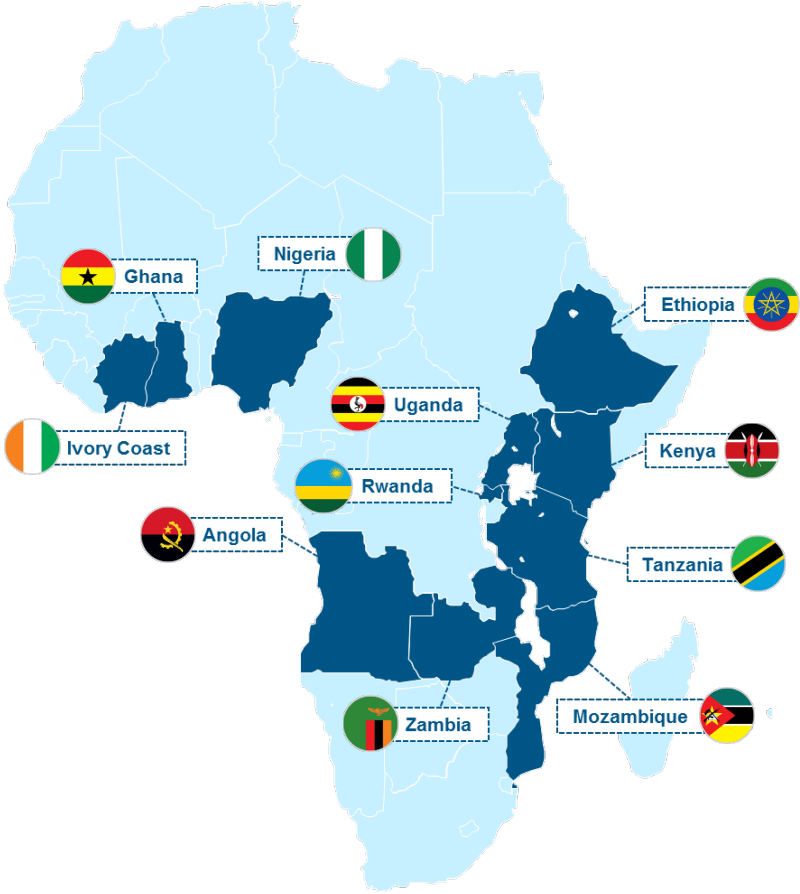 Nigeria
Ghana
Ethiopia
Uganda
Ivory Coast
Kenya
Rwanda
Angola
Tanzania
Mozambique
Zambia